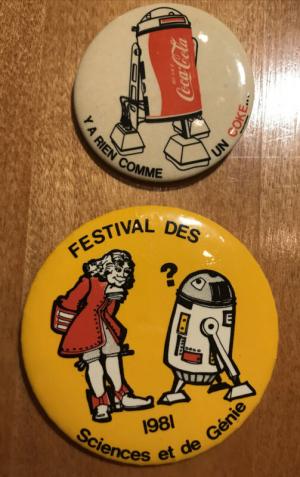 Coca-Cola
Y A RIEN COMME UN COKE...
FESTIVAL DES
?
E
1981
Sciences et de Génie